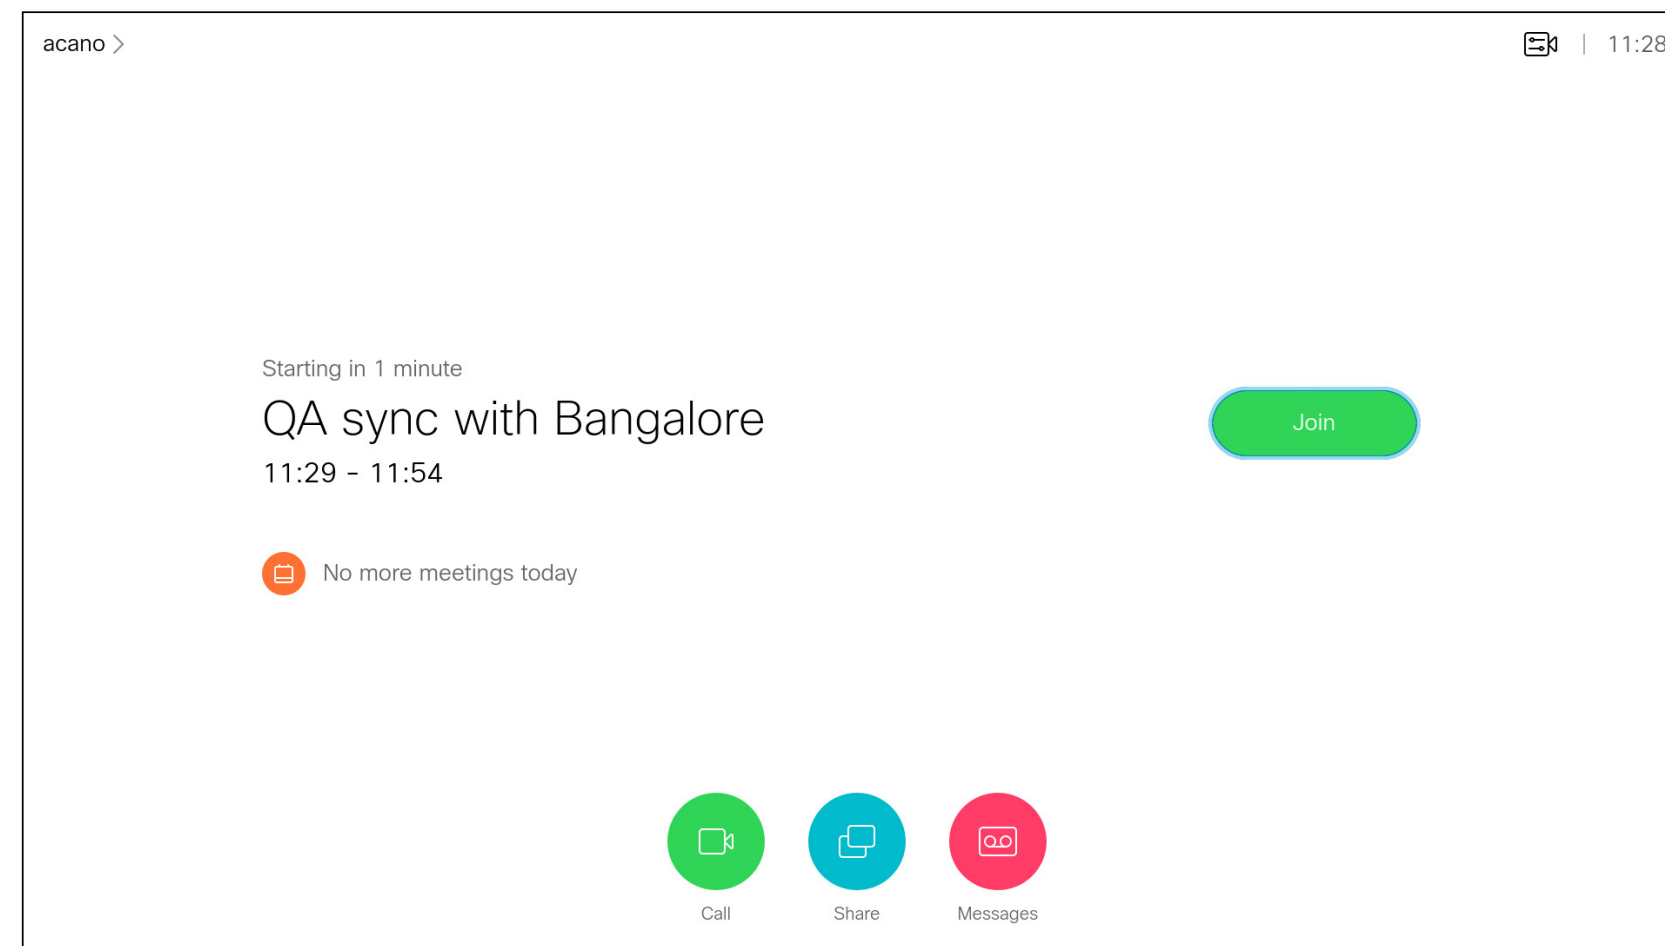 acano
11:28
Starting in 1 minute
QA sync with Bangalore
11:29 - 11:54
Join
No more meetings today
Call
Share
Messages